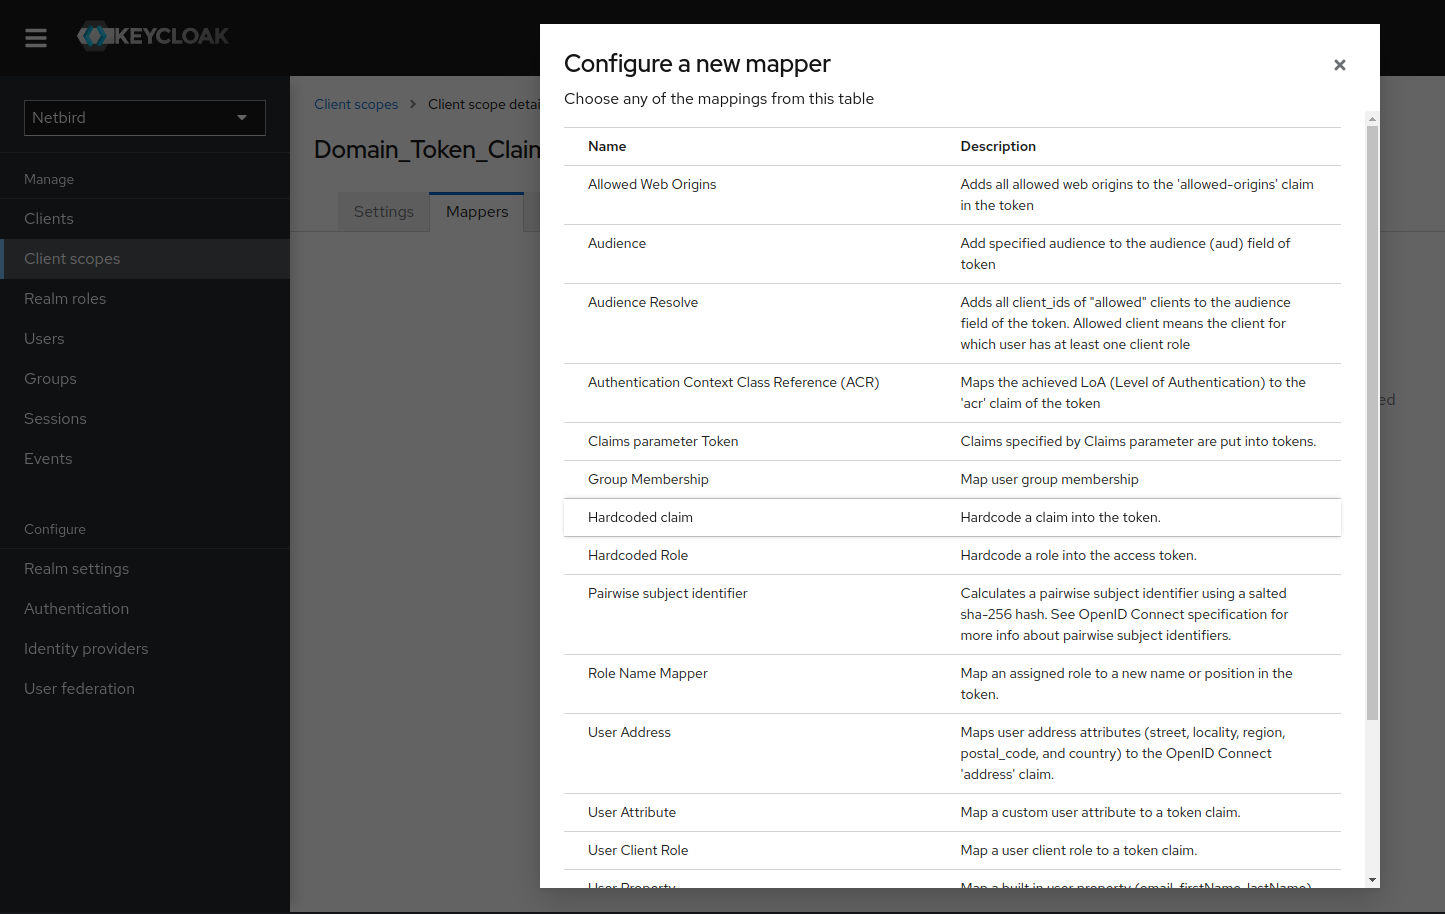 KEYCLOAK
Netbird
Manage
Clients
Client scopes
Realm roles
Users
Groups
Sessions
Events
Configure
Realm settings
Authentication
Identity providers
User federation
Client scopes > Client scope detai
Domain_Token_Claim
Settings
Mappers
ed
Configure a new mapper
Choose any of the mappings from this table
Name Description
Allowed Web Origins Adds all allowed web origins to the 'allowed-origins' claim
in the token
Audience Add specified audience to the audience (aud) field of
token
Audience Resolve Adds all client_ids of "allowed" clients to the audience
field of the token. Allowed client means the client for
which user has at least one client role
Authentication Context Class Reference (ACR) Maps the achieved LoA (Level of Authentication) to the
'acr' claim of the token
Claims parameter Token Claims specified by Claims parameter are put into tokens.
Group Membership Map user group membership
Hardcoded claim Hardcode a claim into the token.
Hardcoded Role Hardcode a role into the access token.
Pairwise subject identifier Calculates a pairwise subject identifier using a salted
sha-256 hash. See OpenID Connect specification for
more info about pairwise subject identifiers.
Role Name Mapper Map an assigned role to a new name or position in the
token.
User Address Maps user address attributes (street, locality, region,
postal_code, and country) to the OpenID Connect
'address' claim.
User Attribute Map a custom user attribute to a token claim.
User Client Role Map a user client role to a token claim.
User Property Map a built in user property (email, firstName, lastName)